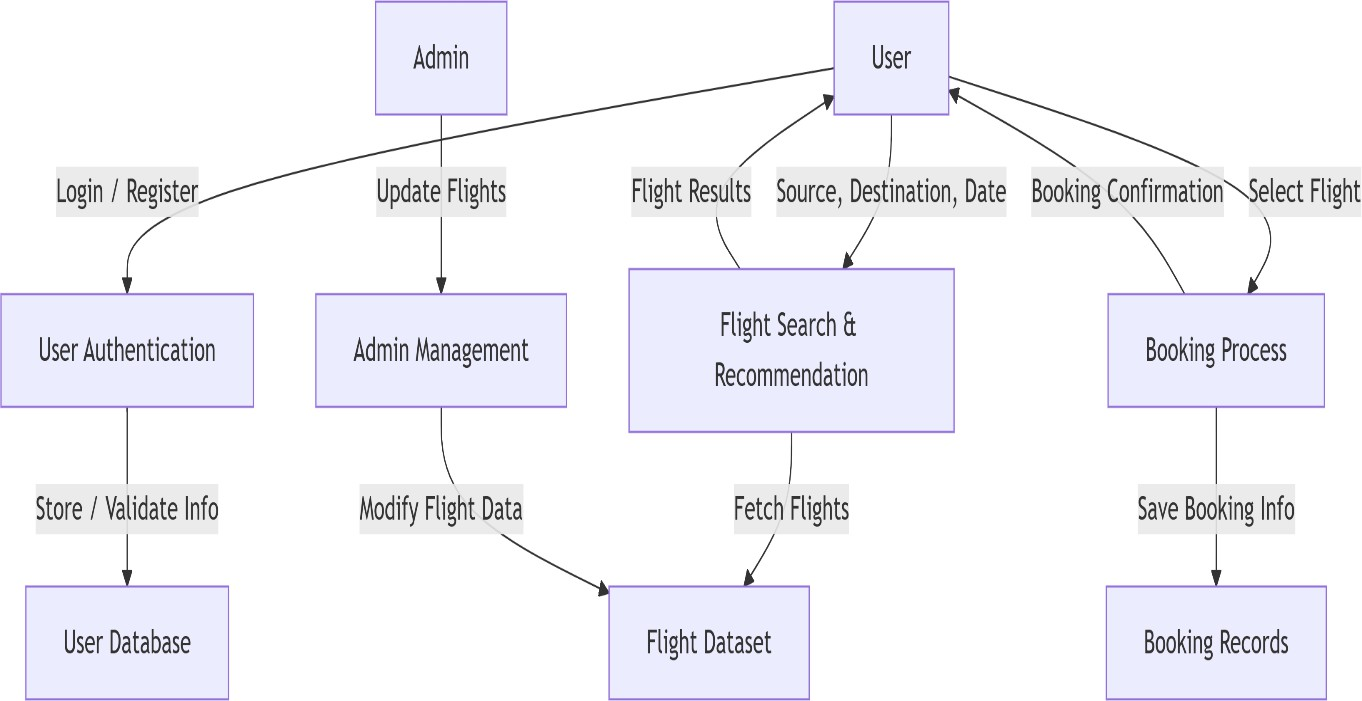 Admin
User
Login / Register
Update Flights
Flight Results
Source, Destination, Date
Booking Confirmation
Select Flight
User Authentication
Admin Management
Flight Search &
Recommendation
Booking Process
Store / Validate Info
Modify Flight Data
Fetch Flights
Save Booking Info
User Database
Flight Dataset
Booking Records